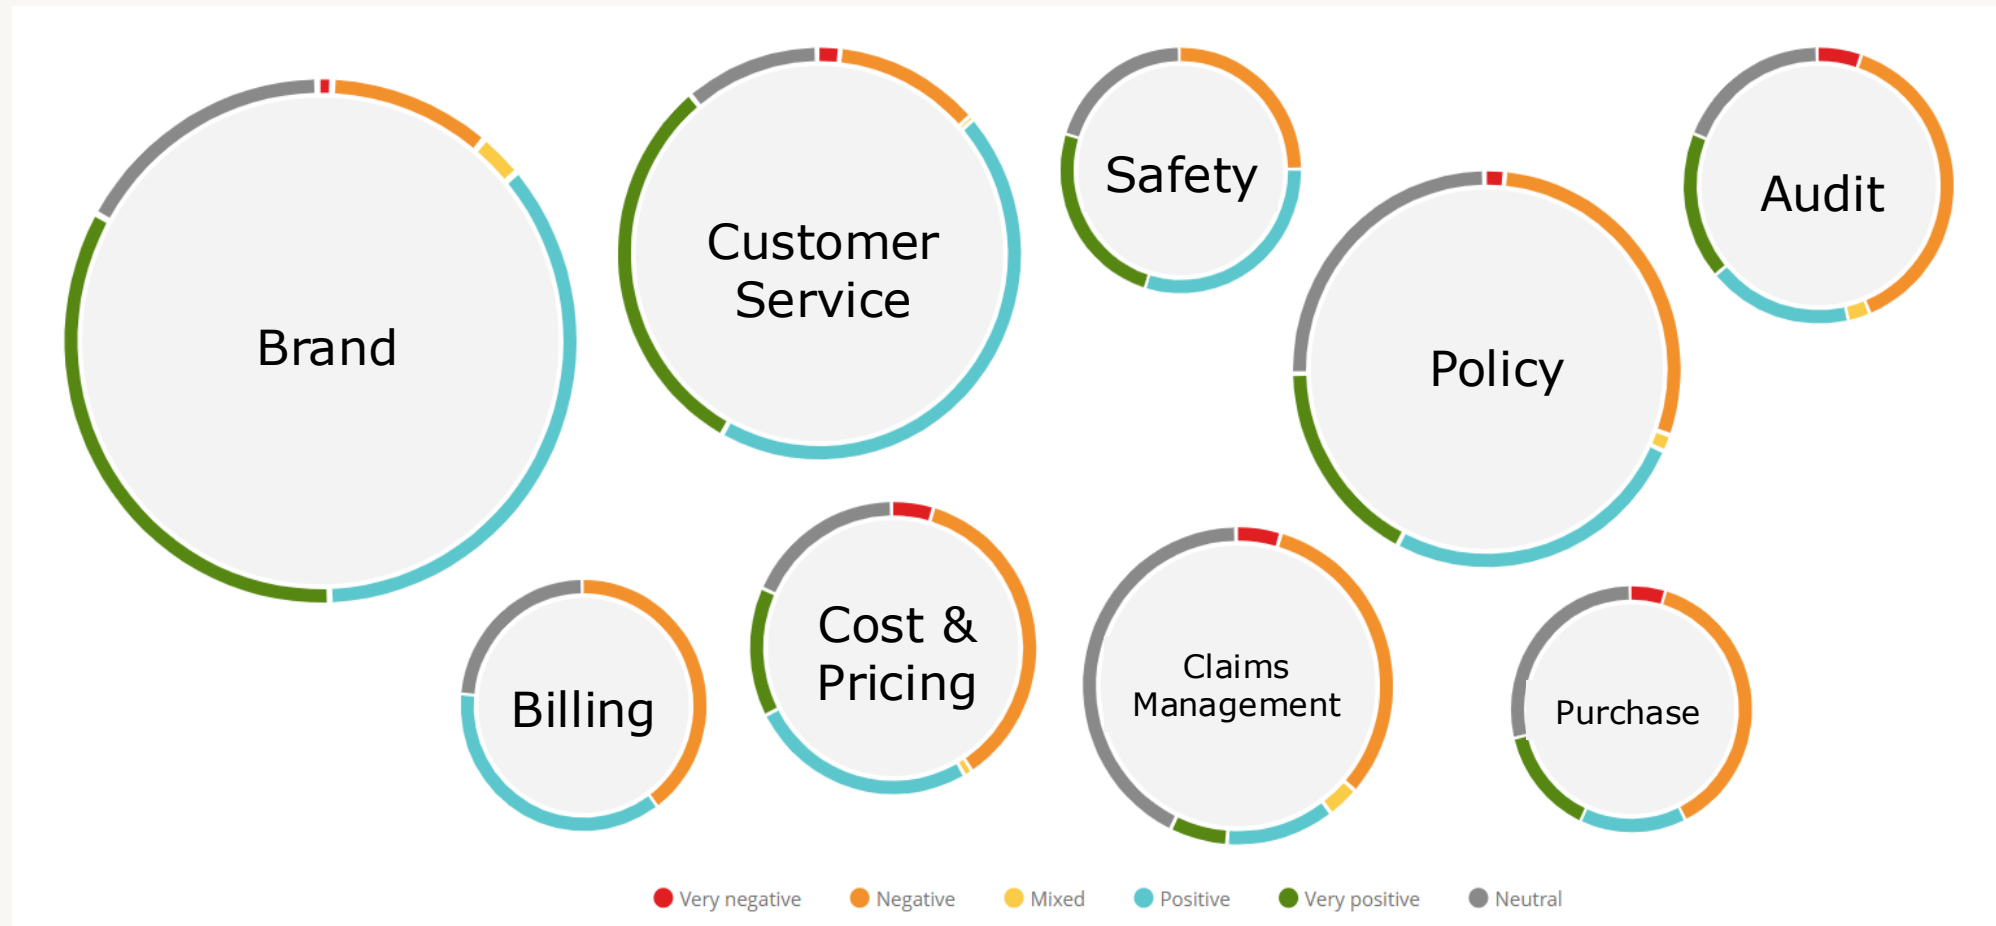 Brand
Customer
Service
Safety
Policy
Audit
Billing
Cost &
Pricing
Claims
Management
Purchase
Very negative
Negative
Mixed
Positive
Very positive
Neutral